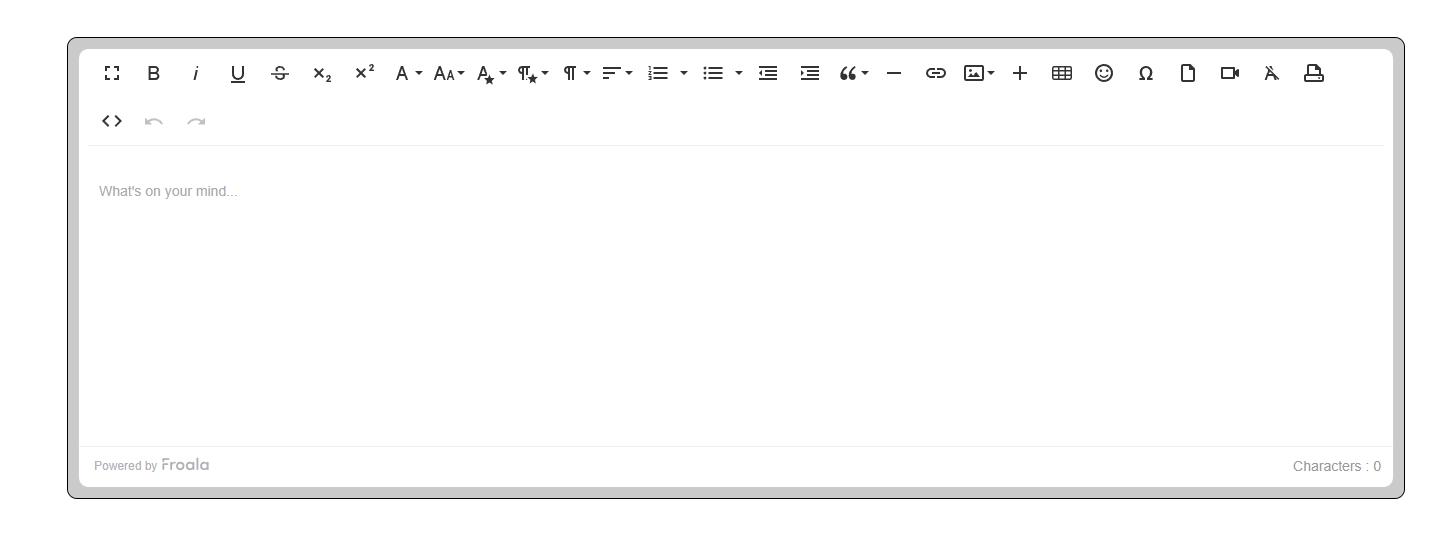 What's on your mind...
Powered by Froala
Characters : 0